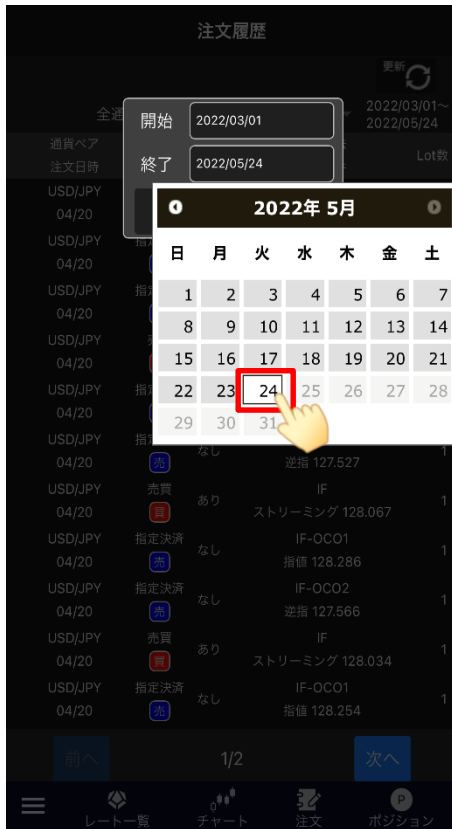 注文履歴
更新
全通
2022/03/01～
2022/05/24
開始 2022/03/01
終了 2022/05/24
通貨ペア
注文日時
Lot数
2022年 5月
日 月 火 水 木 金 土
1 2 3 4 5 6 7
8 9 10 11 12 13 14
15 16 17 18 19 20 21
22 23 24 25 26 27 28
29 30 31
USD/JPY
04/20
USD/JPY
04/20
USD/JPY 指
04/20
USD/JPY
04/20
USD/JPY 指
04/20
USD/JPY 指
04/20 売 なし 逆指 127.527 1
USD/JPY 売買 IF
04/20 買 あり ストリーミング 128.067 1
USD/JPY 指定決済 IF-OCO1
04/20 売 なし 指値 128.286 1
USD/JPY 指定決済 IF-OCO2
04/20 売 なし 逆指 127.566 1
USD/JPY 売買 IF
04/20 買 あり ストリーミング 128.034 1
USD/JPY 指定決済 IF-OCO1
04/20 売 なし 指値 128.254 1
前へ 1/2 次へ
レート一覧 チャート 注文 P ポジション